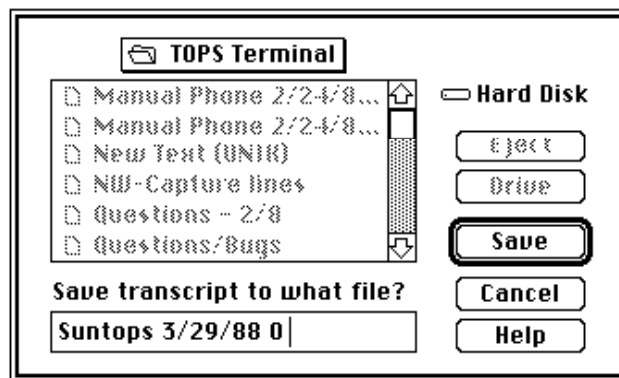 TOPS Terminal
Manual Phone 2/24/8...
Manual Phone 2/24/8...
New Text (UNIX)
NW-Capture lines
Questions - 2/8
Questions/Bugs
Hard Disk
Eject
Drive
Save
Save transcript to what file?
Cancel
Suntops 3/29/88 0
Help